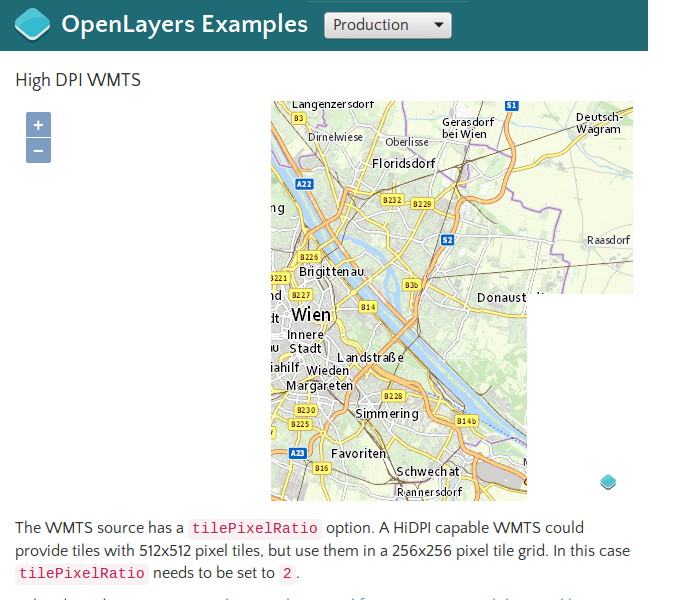 OpenLayers Examples
Production
High DPI WMTS
+
−
Langenzersdorf
S1
B3
Gerasdorf
bei Wien
Deutsch-
Wagram
Dirnelwiese
Oberlisse
Floridsdorf
A22
B232
B229
ng
S2
Raasdorf
B226
Brigittenau
B221
B3b
nd
B227
Donaust
B14
Wien
dt
Innere
Stadt
Landstraße
iahilf
Wieden
Margareten
B228
B230
Simmering
B225
B14b
A23
Favoriten
B16
Schwechat
Rannersdorf
The WMTS source has a tilePixelRatio option. A HiDPI capable WMTS could
provide tiles with 512x512 pixel tiles, but use them in a 256x256 pixel tile grid. In this case
tilePixelRatio needs to be set to 2.